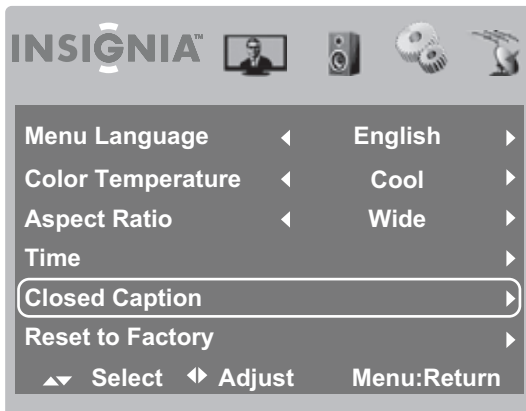 INSIGNIA™
Menu Language English
Color Temperature Cool
Aspect Ratio Wide
Time
Closed Caption
Reset to Factory
Select Adjust Menu:Return